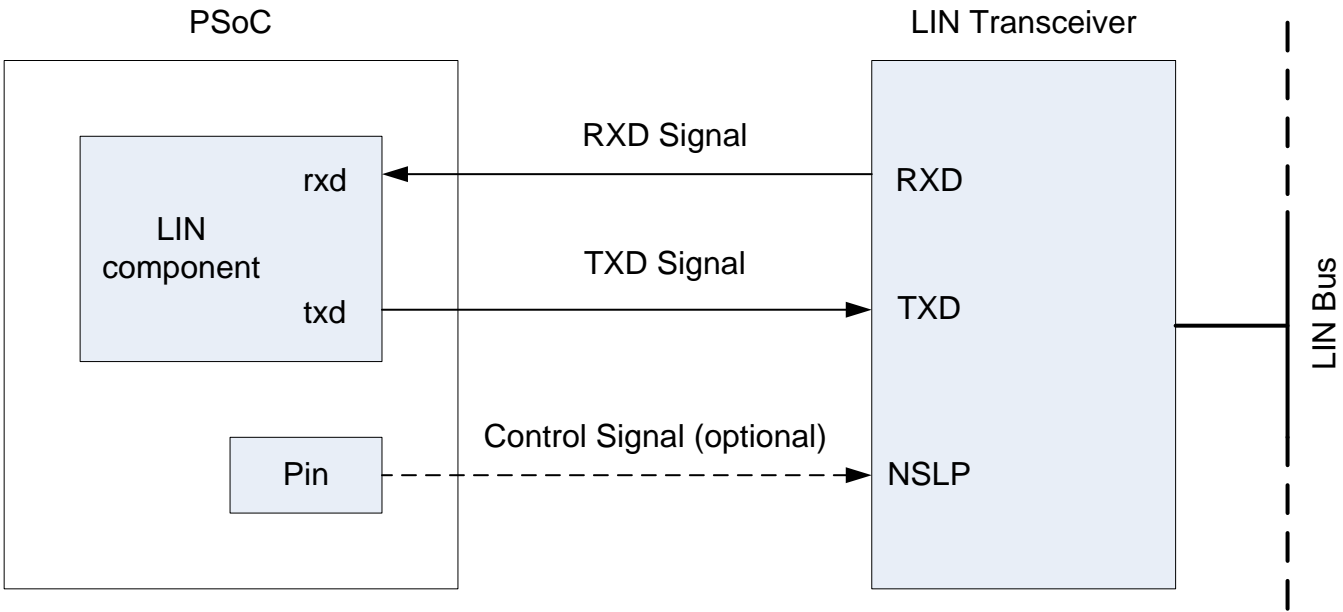 PSoC
LIN Transceiver
RXD Signal
rxd
RXD
LIN
component
TXD Signal
txd
TXD
Control Signal (optional)
Pin
NSLP
LIN Bus